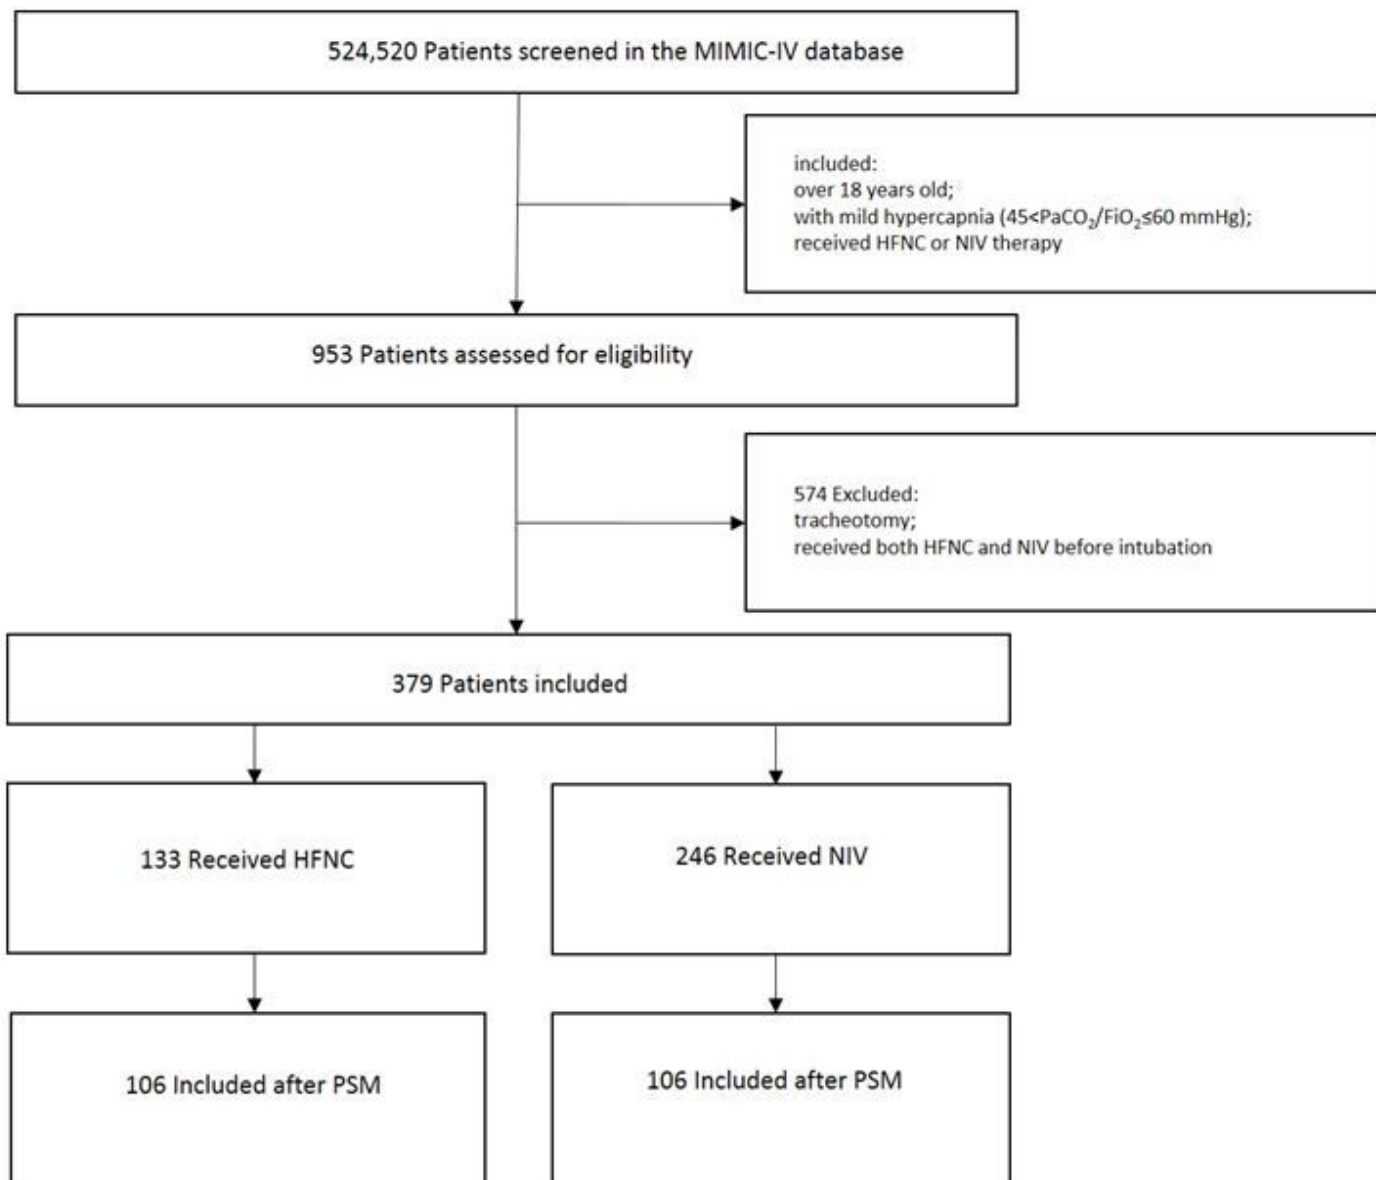 524,520 Patients screened in the MIMIC-IV database
included:
over 18 years old;
with mild hypercapnia (45<PaCO₂/FiO₂≤60 mmHg);
received HFNC or NIV therapy
953 Patients assessed for eligibility
574 Excluded:
tracheotomy;
received both HFNC and NIV before intubation
379 Patients included
133 Received HFNC
246 Received NIV
106 Included after PSM
106 Included after PSM